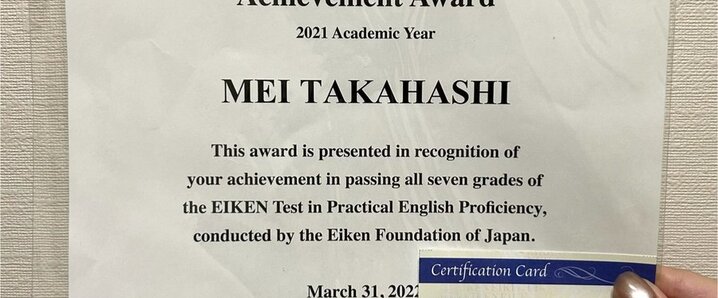 Achievement Award
2021 Academic Year
MEI TAKAHASHI
This award is presented in recognition of
your achievement in passing all seven grades of
the EIKEN Test in Practical English Proficiency,
conducted by the Eiken Foundation of Japan.
March 31, 2022
Certification Card